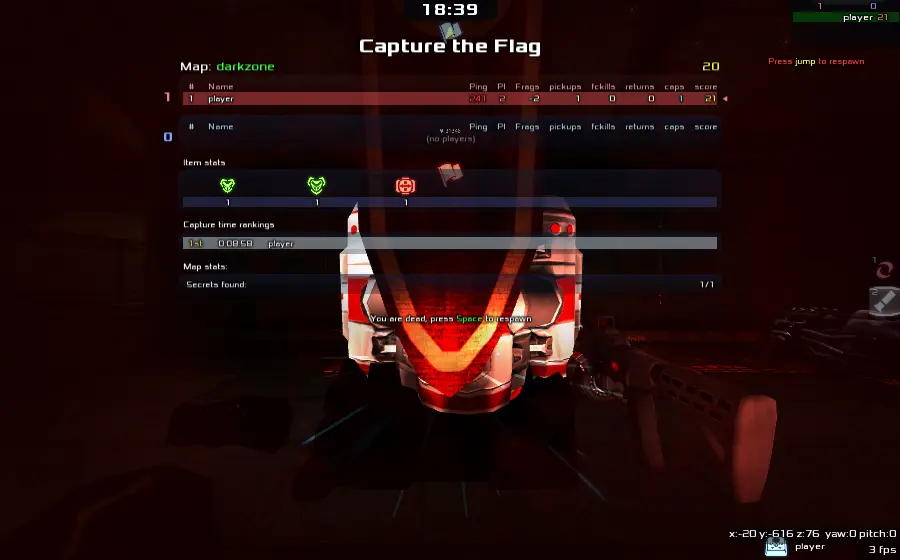 18:39
1 0
player 21
Capture the Flag
Map: darkzone
20
Press jump to respawn
# Name Ping Pl Frags pickups fckills returns caps score
1
1 player 241 2 -2 1 0 0 1 21
# Name Ping Pl Frags pickups fckills returns caps score
0
(no players)
Item stats
1 1 1
Capture time rankings
1st 0:08.58 player
Map stats:
Secrets found: 1/1
1
2
You are dead, press Space to respawn
x:-20 y:-616 z:76 yaw:0 pitch:0
player
3 fps